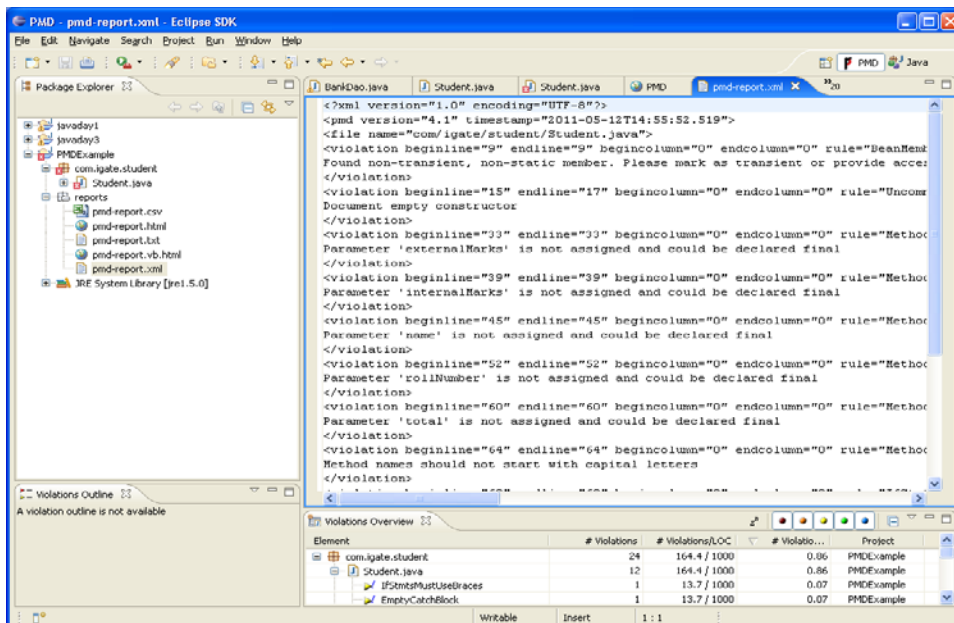 PMD - pmd-report.xml - Eclipse SDK
File Edit Navigate Search Project Run Window Help
PMD Java
Package Explorer
BankDao.java Student.java Student.java PMD pmd-report.xml 20
javaday1
javaday3
PMDExample
com.igate.student
Student.java
reports
pmd-report.csv
pmd-report.html
pmd-report.txt
pmd-report.vb.html
pmd-report.xml
JRE System Library [jre1.5.0]
<?xml version="1.0" encoding="UTF-8"?>
<pmd version="4.1" timestamp="2011-05-12T14:55:52.519">
<file name="com/igate/student/Student.java">
<violation beginline="9" endline="9" begincolumn="0" endcolumn="0" rule="BeanMemb
Found non-transient, non-static member. Please mark as transient or provide acces
</violation>
<violation beginline="15" endline="17" begincolumn="0" endcolumn="0" rule="Uncomm
Document empty constructor
</violation>
<violation beginline="33" endline="33" begincolumn="0" endcolumn="0" rule="Method
Parameter 'externalMarks' is not assigned and could be declared final
</violation>
<violation beginline="39" endline="39" begincolumn="0" endcolumn="0" rule="Method
Parameter 'internalMarks' is not assigned and could be declared final
</violation>
<violation beginline="45" endline="45" begincolumn="0" endcolumn="0" rule="Method
Parameter 'name' is not assigned and could be declared final
</violation>
<violation beginline="52" endline="52" begincolumn="0" endcolumn="0" rule="Method
Parameter 'rollNumber' is not assigned and could be declared final
</violation>
<violation beginline="60" endline="60" begincolumn="0" endcolumn="0" rule="Method
Parameter 'total' is not assigned and could be declared final
</violation>
<violation beginline="64" endline="64" begincolumn="0" endcolumn="0" rule="Method
Method names should not start with capital letters
</violation>
Violations Outline
A violation outline is not available
Violations Overview
Element # Violations # Violations/LOC # Violatio... Project
com.igate.student 24 164.4 / 1000 0.86 PMDExample
Student.java 12 164.4 / 1000 0.86 PMDExample
IfStmtsMustUseBraces 1 13.7 / 1000 0.07 PMDExample
EmptyCatchBlock 1 13.7 / 1000 0.07 PMDExample
Writable Insert 1 : 1